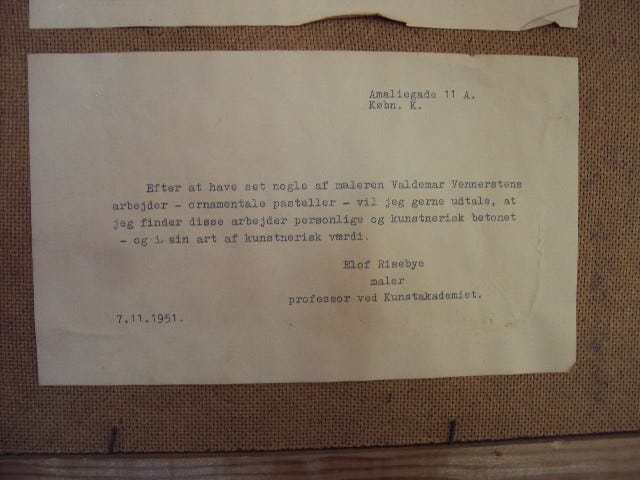 Amaliegade 11 A.
Købn. K.
Efter at have set nogle af maleren Valdemar Vennerstens
arbejder - ornamentale pasteller - vil jeg gerne udtale, at
jeg finder disse arbejder personlige og kunstnerisk betonet
- og i sin art af kunstnerisk værdi.
Elof Risebye
maler
professor ved Kunstakademiet.
7.11.1951.